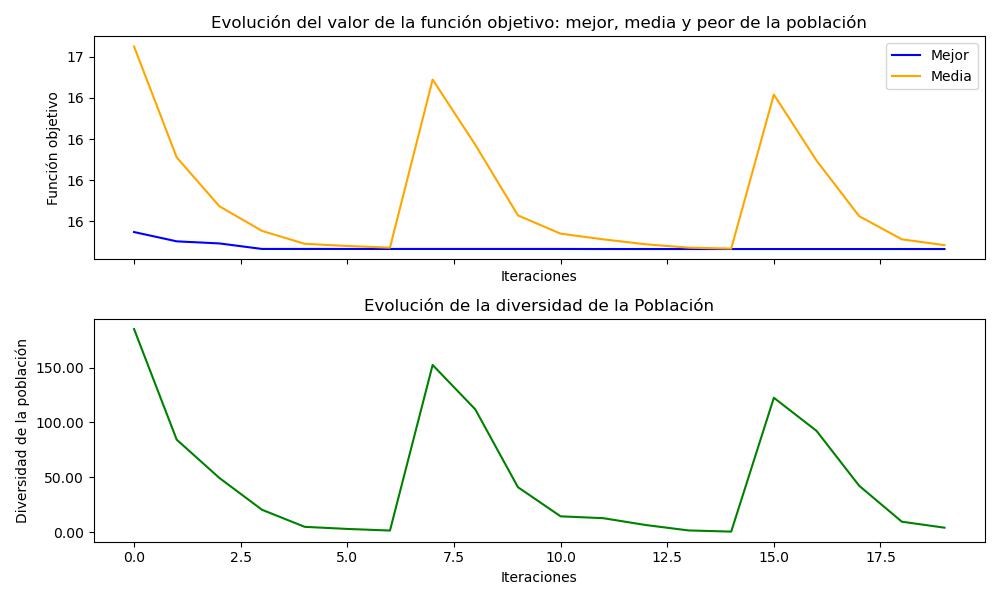 Evolución del valor de la función objetivo: mejor, media y peor de la población
Función objetivo
17
16
16
16
16
Mejor
Media
Iteraciones
Evolución de la diversidad de la Población
Diversidad de la población
150.00
100.00
50.00
0.00
0.0 2.5 5.0 7.5 10.0 12.5 15.0 17.5
Iteraciones